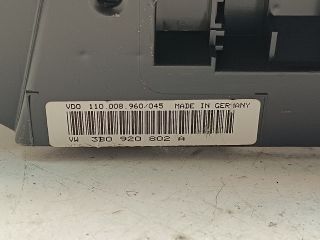 VDO 110.008.960/045 MADE IN GERMANY
VW 3B0 920 802 A